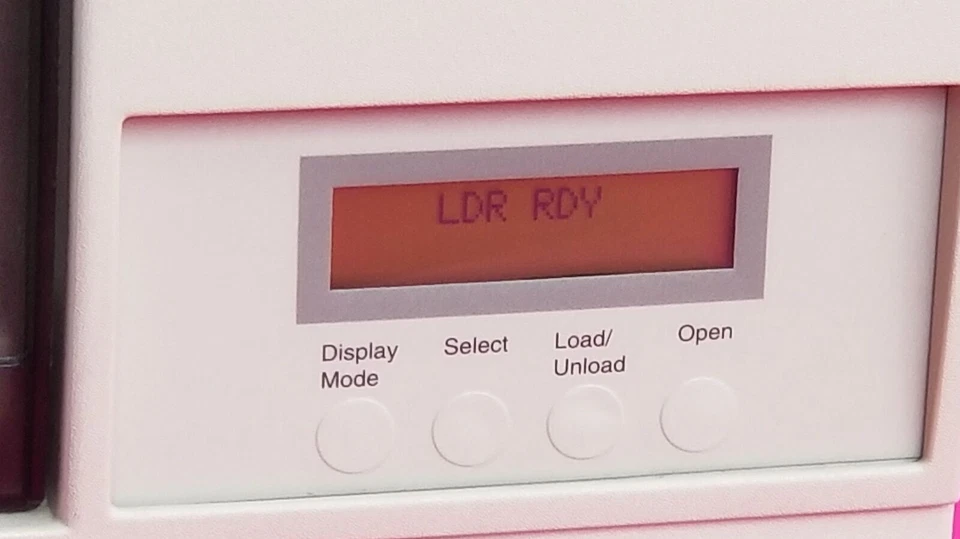 LDR RDY
Display Mode
Select
Load/ Unload
Open